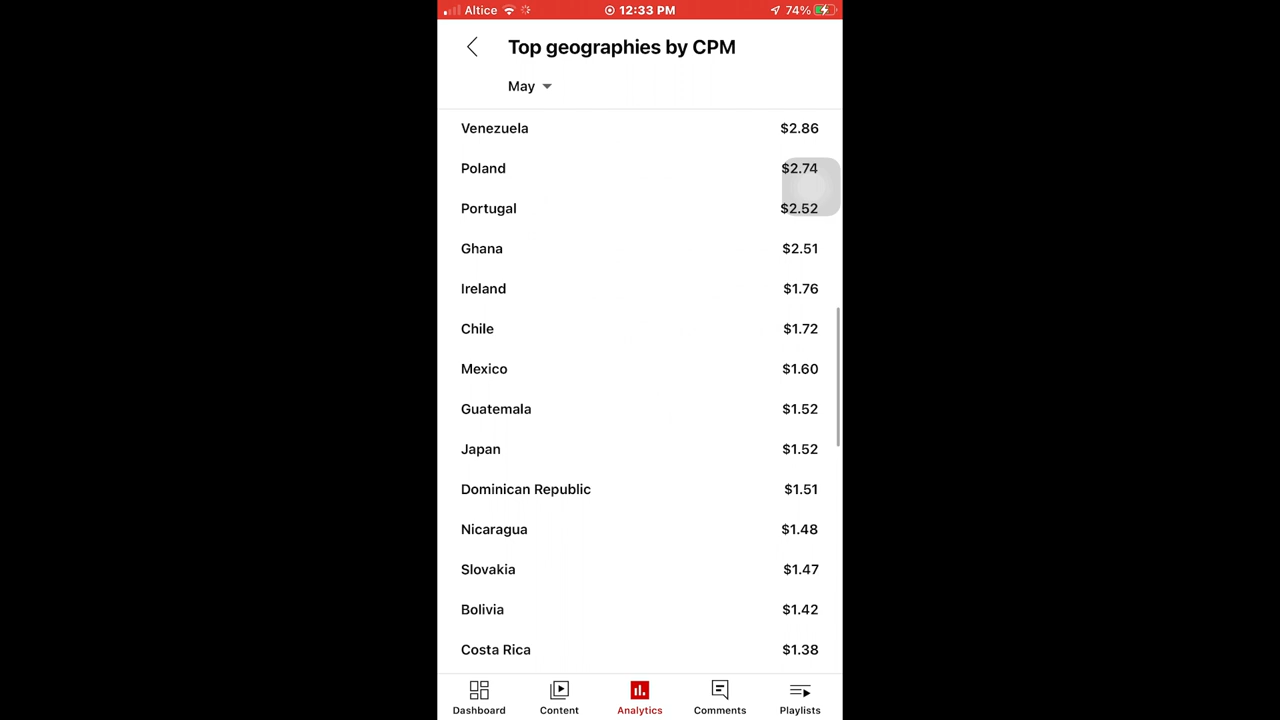 Altice 12:33 PM 74%
Top geographies by CPM
May
Venezuela $2.86
Poland $2.74
Portugal $2.52
Ghana $2.51
Ireland $1.76
Chile $1.72
Mexico $1.60
Guatemala $1.52
Japan $1.52
Dominican Republic $1.51
Nicaragua $1.48
Slovakia $1.47
Bolivia $1.42
Costa Rica $1.38
Dashboard Content Analytics Comments Playlists